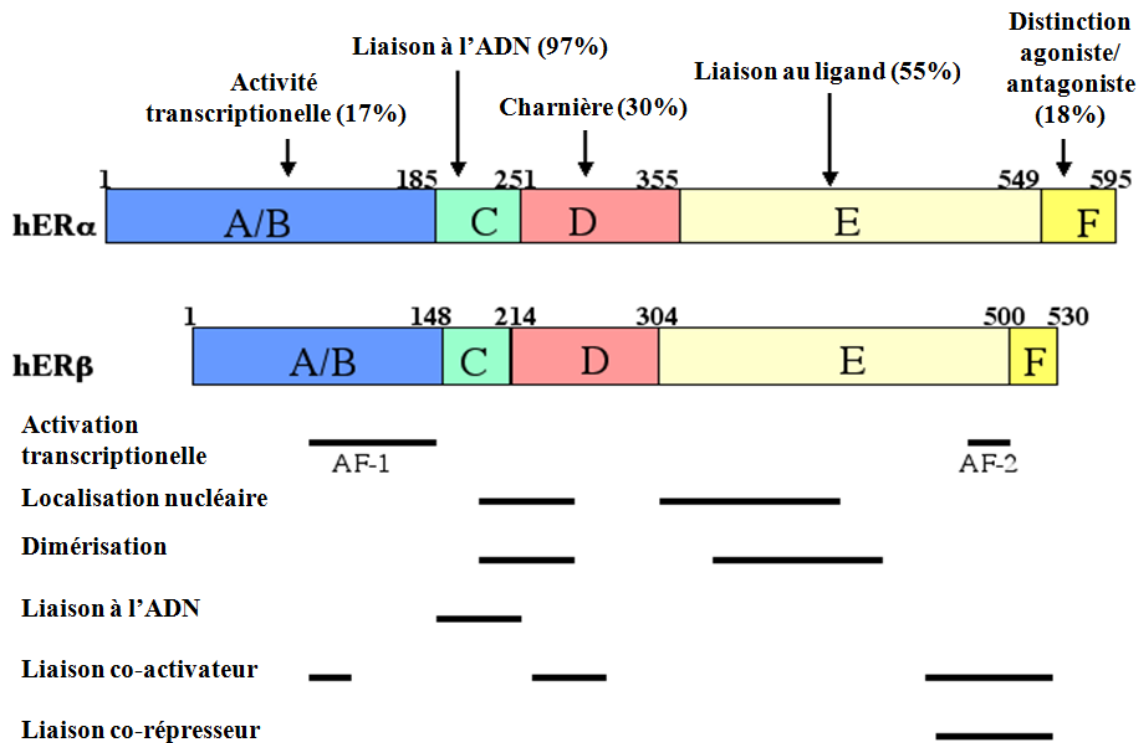 Distinction
agoniste/
antagoniste
(18%)
Liaison à l’ADN (97%)
Liaison au ligand (55%)
Activité
transcriptionelle (17%)
Charnière (30%)
1 185 251 355 549 595
hERα A/B C D E F
1 148 214 304 500 530
hERβ A/B C D E F
Activation
transcriptionelle
AF-1 AF-2
Localisation nucléaire
Dimérisation
Liaison à l’ADN
Liaison co-activateur
Liaison co-répresseur